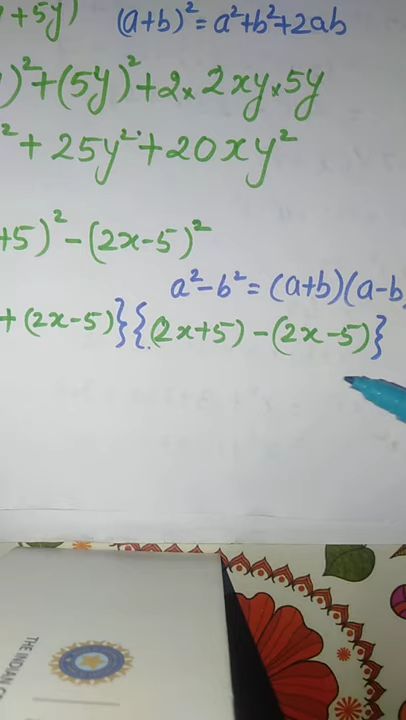 +5y)
(a+b)² = a²+b²+2ab
)²+(5y)²+2×2xy×5y
²+25y²+20xy²
+5)²-(2x-5)²
a²-b² = (a+b)(a-b
+(2x-5)}{(2x+5)-(2x-5)}
THE INDIAN